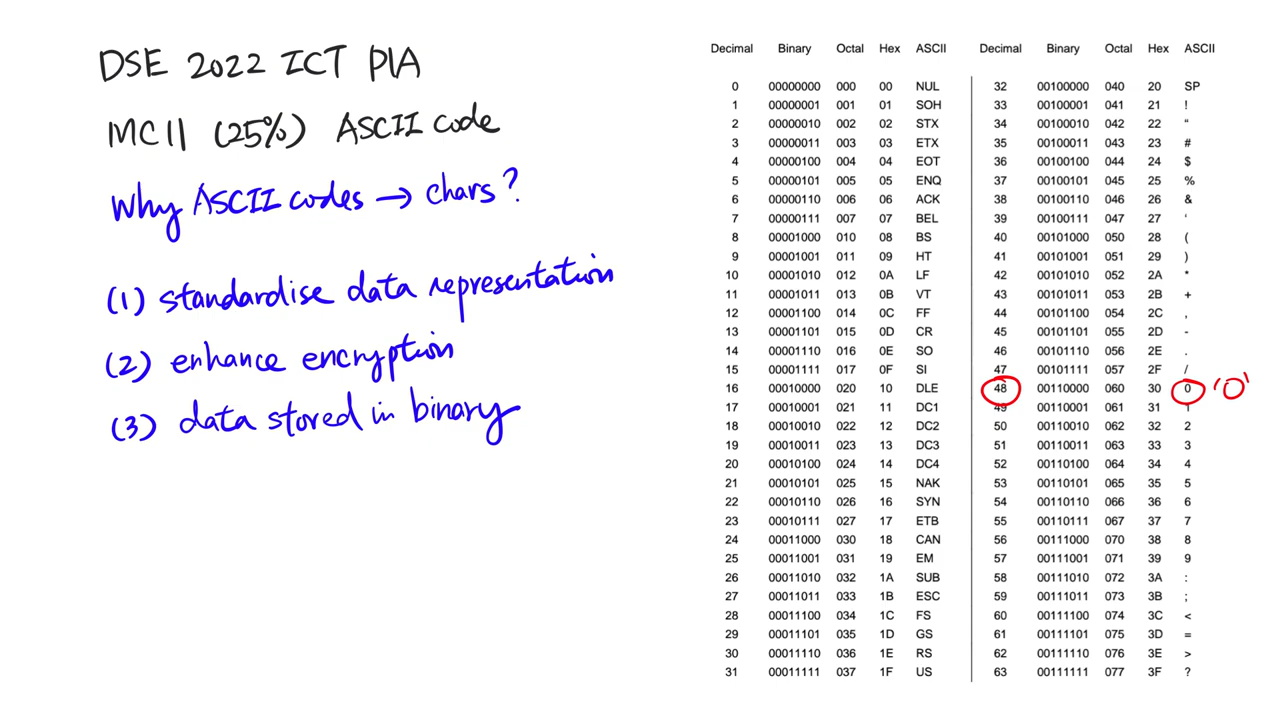 DSE 2022 ICT P1A
MC11 (25%) ASCII code
Why ASCII codes → chars?
(1) standardise data representation
(2) enhance encryption
(3) data stored in binary
Decimal Binary Octal Hex ASCII Decimal Binary Octal Hex ASCII
0 00000000 000 00 NUL 32 00100000 040 20 SP
1 00000001 001 01 SOH 33 00100001 041 21 !
2 00000010 002 02 STX 34 00100010 042 22 “
3 00000011 003 03 ETX 35 00100011 043 23 #
4 00000100 004 04 EOT 36 00100100 044 24 $
5 00000101 005 05 ENQ 37 00100101 045 25 %
6 00000110 006 06 ACK 38 00100110 046 26 &
7 00000111 007 07 BEL 39 00100111 047 27 ‘
8 00001000 010 08 BS 40 00101000 050 28 (
9 00001001 011 09 HT 41 00101001 051 29 )
10 00001010 012 0A LF 42 00101010 052 2A *
11 00001011 013 0B VT 43 00101011 053 2B +
12 00001100 014 0C FF 44 00101100 054 2C ,
13 00001101 015 0D CR 45 00101101 055 2D -
14 00001110 016 0E SO 46 00101110 056 2E .
15 00001111 017 0F SI 47 00101111 057 2F /
16 00010000 020 10 DLE 48 00110000 060 30 0 '0'
17 00010001 021 11 DC1 49 00110001 061 31 1
18 00010010 022 12 DC2 50 00110010 062 32 2
19 00010011 023 13 DC3 51 00110011 063 33 3
20 00010100 024 14 DC4 52 00110100 064 34 4
21 00010101 025 15 NAK 53 00110101 065 35 5
22 00010110 026 16 SYN 54 00110110 066 36 6
23 00010111 027 17 ETB 55 00110111 067 37 7
24 00011000 030 18 CAN 56 00111000 070 38 8
25 00011001 031 19 EM 57 00111001 071 39 9
26 00011010 032 1A SUB 58 00111010 072 3A :
27 00011011 033 1B ESC 59 00111011 073 3B ;
28 00011100 034 1C FS 60 00111100 074 3C <
29 00011101 035 1D GS 61 00111101 075 3D =
30 00011110 036 1E RS 62 00111110 076 3E >
31 00011111 037 1F US 63 00111111 077 3F ?